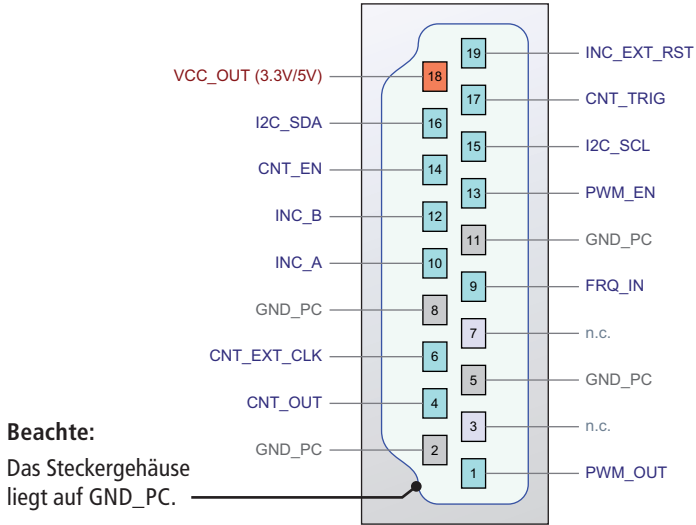 19 INC_EXT_RST
VCC_OUT (3.3V/5V) 18
17 CNT_TRIG
I2C_SDA 16
15 I2C_SCL
CNT_EN 14
13 PWM_EN
INC_B 12
11 GND_PC
INC_A 10
9 FRQ_IN
GND_PC 8
7 n.c.
CNT_EXT_CLK 6
5 GND_PC
CNT_OUT 4
3 n.c.
GND_PC 2
1 PWM_OUT
Beachte:
Das Steckergehäuse
liegt auf GND_PC.